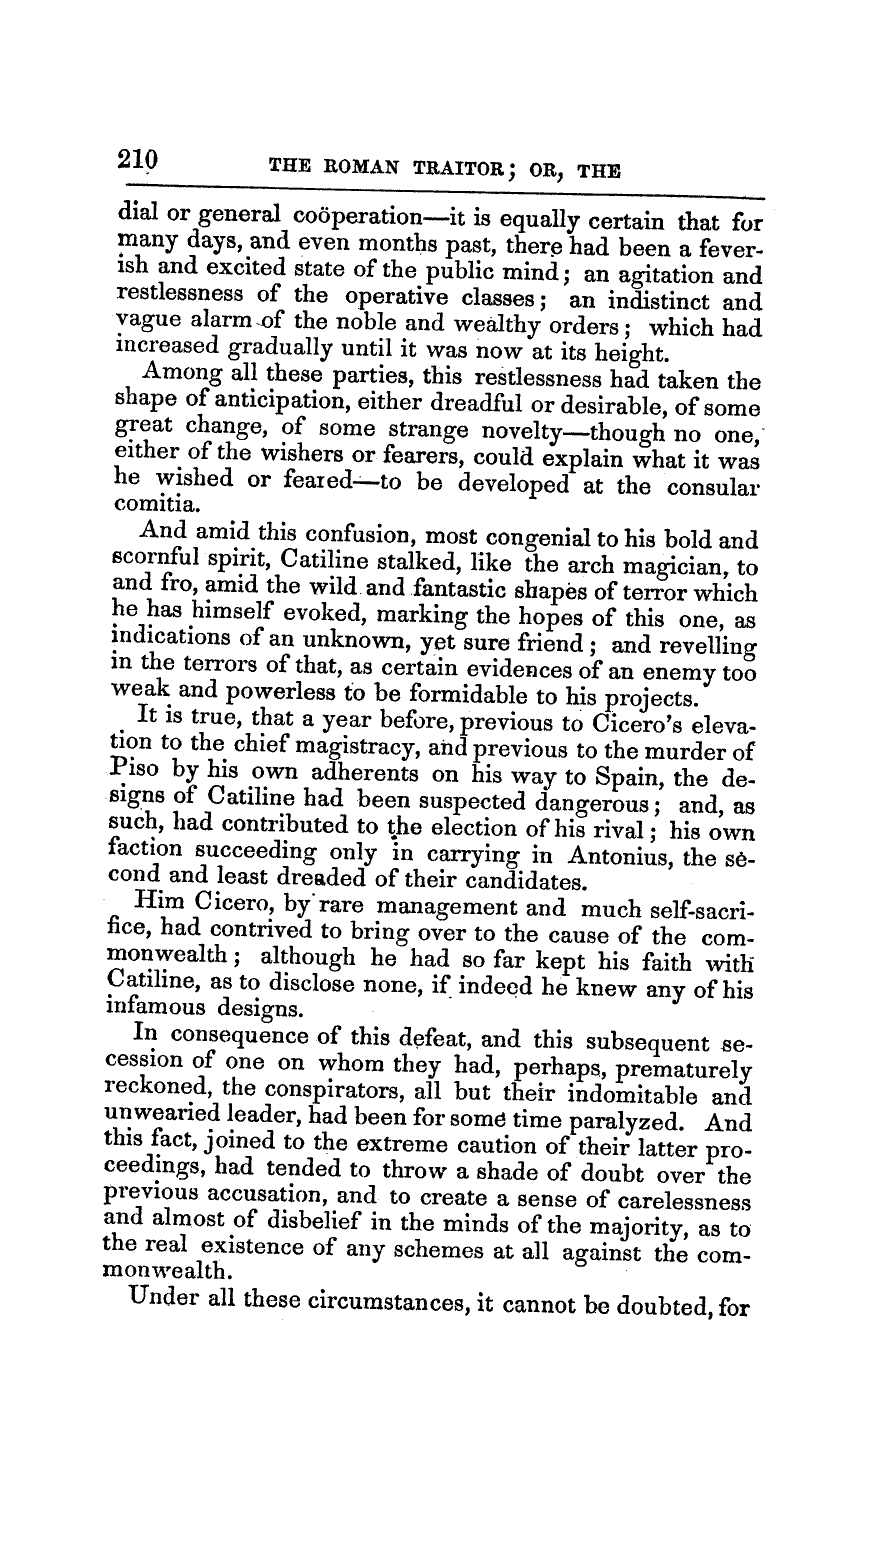 210 THE ROMAN TRAITOR; OR, THE
dial or general coöperation—it is equally certain that for
many days, and even months past, there had been a fever-
ish and excited state of the public mind; an agitation and
restlessness of the operative classes; an indistinct and
vague alarm of the noble and wealthy orders; which had
increased gradually until it was now at its height.
Among all these parties, this restlessness had taken the
shape of anticipation, either dreadful or desirable, of some
great change, of some strange novelty—though no one,
either of the wishers or fearers, could explain what it was
he wished or feared—to be developed at the consular
comitia.
And amid this confusion, most congenial to his bold and
scornful spirit, Catiline stalked, like the arch magician, to
and fro, amid the wild and fantastic shapes of terror which
he has himself evoked, marking the hopes of this one, as
indications of an unknown, yet sure friend; and revelling
in the terrors of that, as certain evidences of an enemy too
weak and powerless to be formidable to his projects.
It is true, that a year before, previous to Cicero's eleva-
tion to the chief magistracy, and previous to the murder of
Piso by his own adherents on his way to Spain, the de-
signs of Catiline had been suspected dangerous; and, as
such, had contributed to the election of his rival; his own
faction succeeding only in carrying in Antonius, the se-
cond and least dreaded of their candidates.
Him Cicero, by rare management and much self-sacri-
fice, had contrived to bring over to the cause of the com-
monwealth; although he had so far kept his faith with
Catiline, as to disclose none, if indeed he knew any of his
infamous designs.
In consequence of this defeat, and this subsequent se-
cession of one on whom they had, perhaps, prematurely
reckoned, the conspirators, all but their indomitable and
unwearied leader, had been for some time paralyzed. And
this fact, joined to the extreme caution of their latter pro-
ceedings, had tended to throw a shade of doubt over the
previous accusation, and to create a sense of carelessness
and almost of disbelief in the minds of the majority, as to
the real existence of any schemes at all against the com-
monwealth.
Under all these circumstances, it cannot be doubted, for